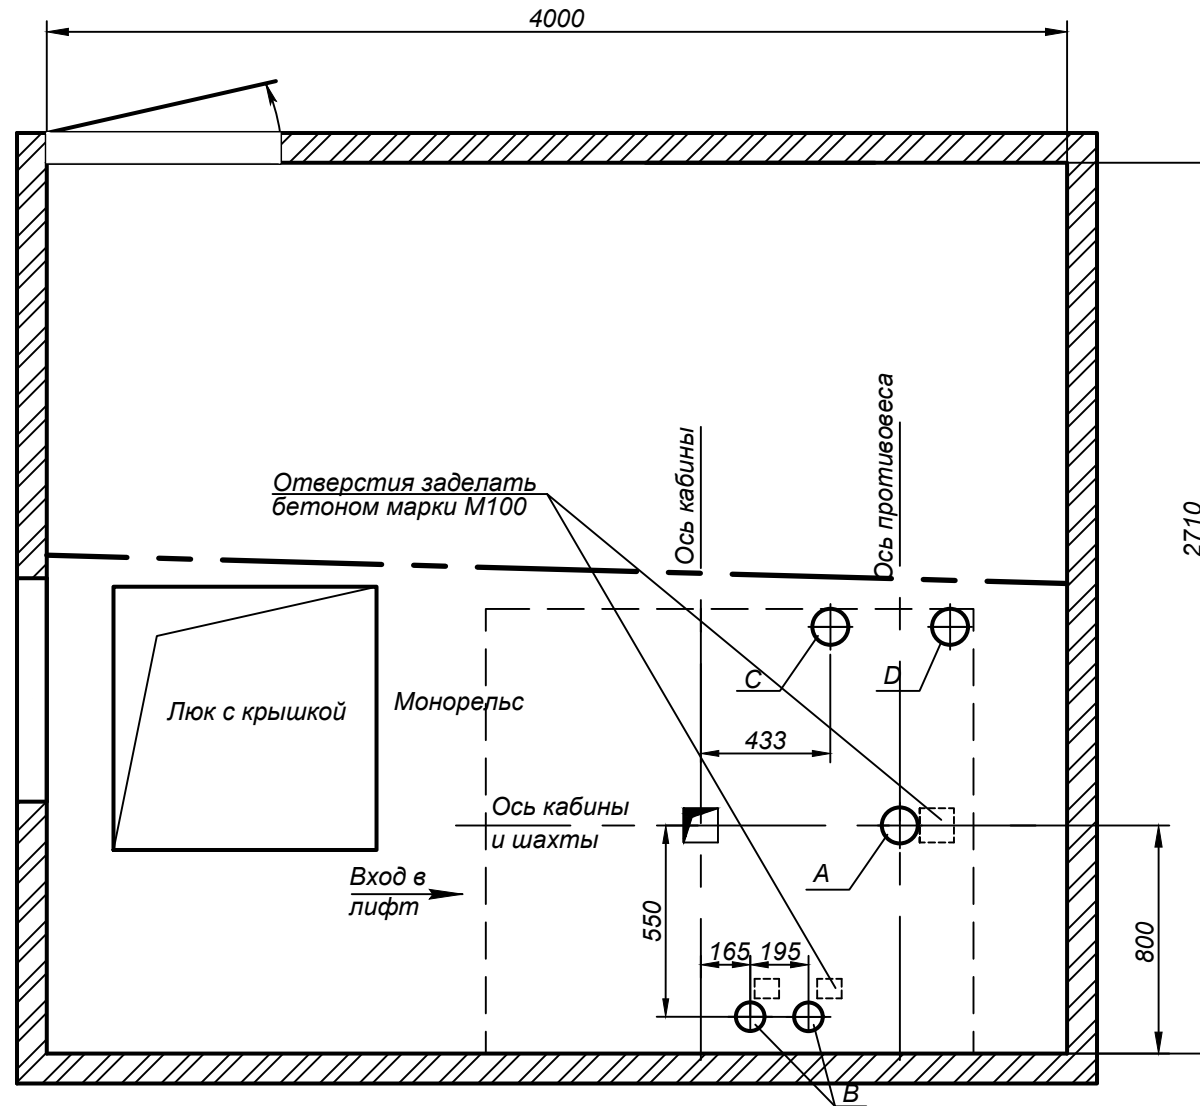 4000
Ось кабины
Ось противовеса
Отверстия заделать
бетоном марки М100
2710
C
D
Люк с крышкой
Монорельс
433
Ось кабины
и шахты
A
Вход в
лифт
550
165
195
800
B